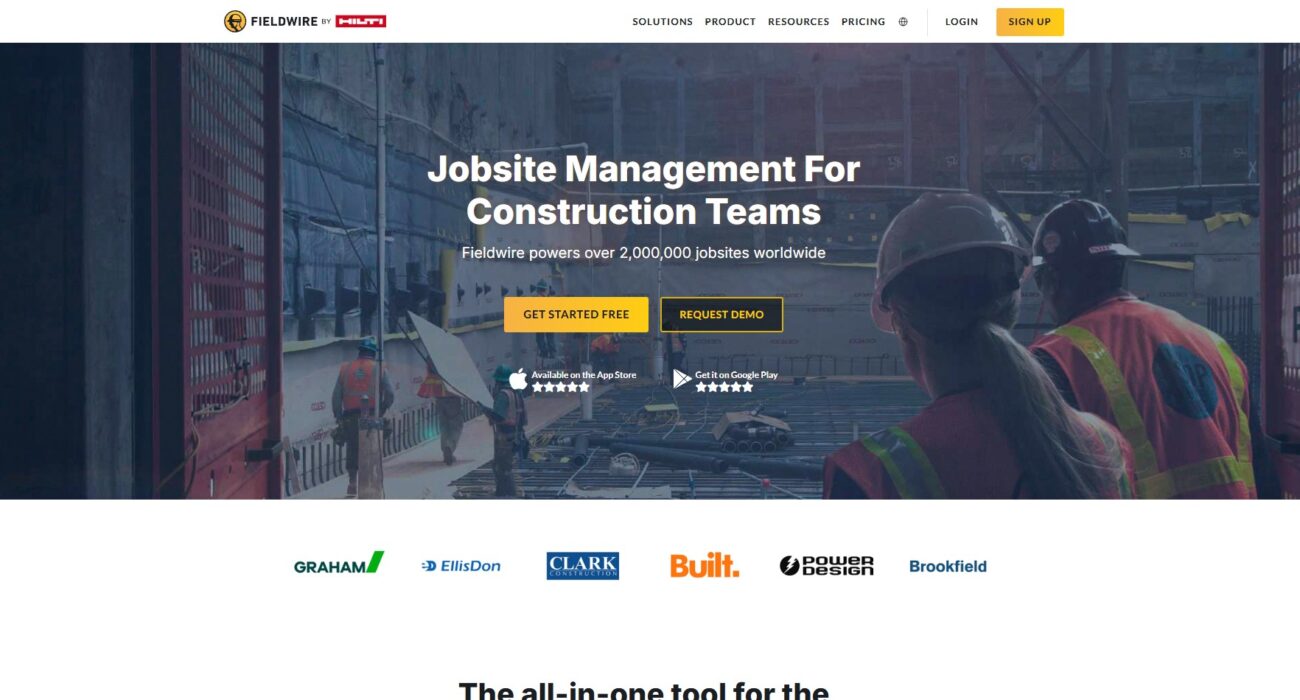 FIELDWIRE BY HILTI
SOLUTIONS PRODUCT RESOURCES PRICING LOGIN SIGN UP
Jobsite Management For
Construction Teams
Fieldwire powers over 2,000,000 jobsites worldwide
GET STARTED FREE REQUEST DEMO
Available on the App Store Get it on Google Play
GRAHAM EllisDon CLARK CONSTRUCTION Built. POWER DESIGN Brookfield
The all-in-one tool for the